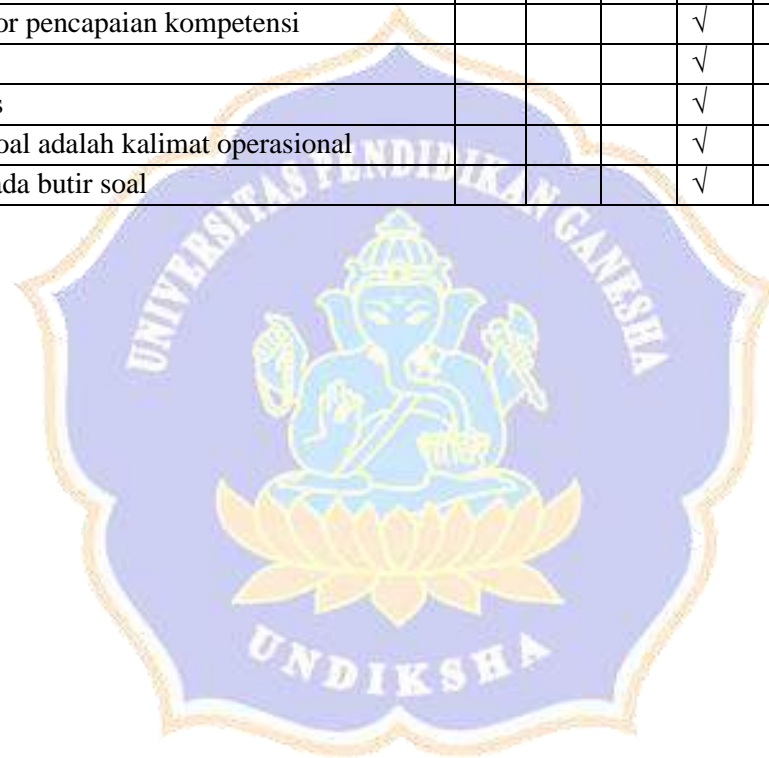 or pencapaian kompetensi √
√
s √
oal adalah kalimat operasional √
ada butir soal √
UNIVERSITAS PENDIDIKAN GANESHA
UNDIKSHA